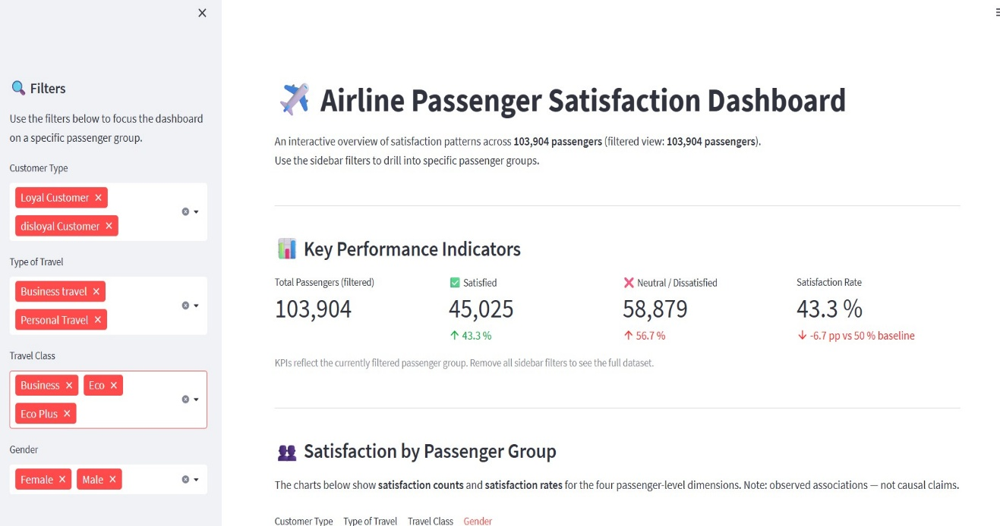 Filters
Use the filters below to focus the dashboard
on a specific passenger group.
Customer Type
Loyal Customer ×
disloyal Customer ×
Type of Travel
Business travel ×
Personal Travel ×
Travel Class
Business × Eco ×
Eco Plus ×
Gender
Female × Male ×
Airline Passenger Satisfaction Dashboard
An interactive overview of satisfaction patterns across 103,904 passengers (filtered view: 103,904 passengers).
Use the sidebar filters to drill into specific passenger groups.
Key Performance Indicators
Total Passengers (filtered)
103,904
Satisfied
45,025
↑ 43.3 %
Neutral / Dissatisfied
58,879
↑ 56.7 %
Satisfaction Rate
43.3 %
↓ -6.7 pp vs 50 % baseline
KPIs reflect the currently filtered passenger group. Remove all sidebar filters to see the full dataset.
Satisfaction by Passenger Group
The charts below show satisfaction counts and satisfaction rates for the four passenger-level dimensions. Note: observed associations — not causal claims.
Customer Type Type of Travel Travel Class Gender